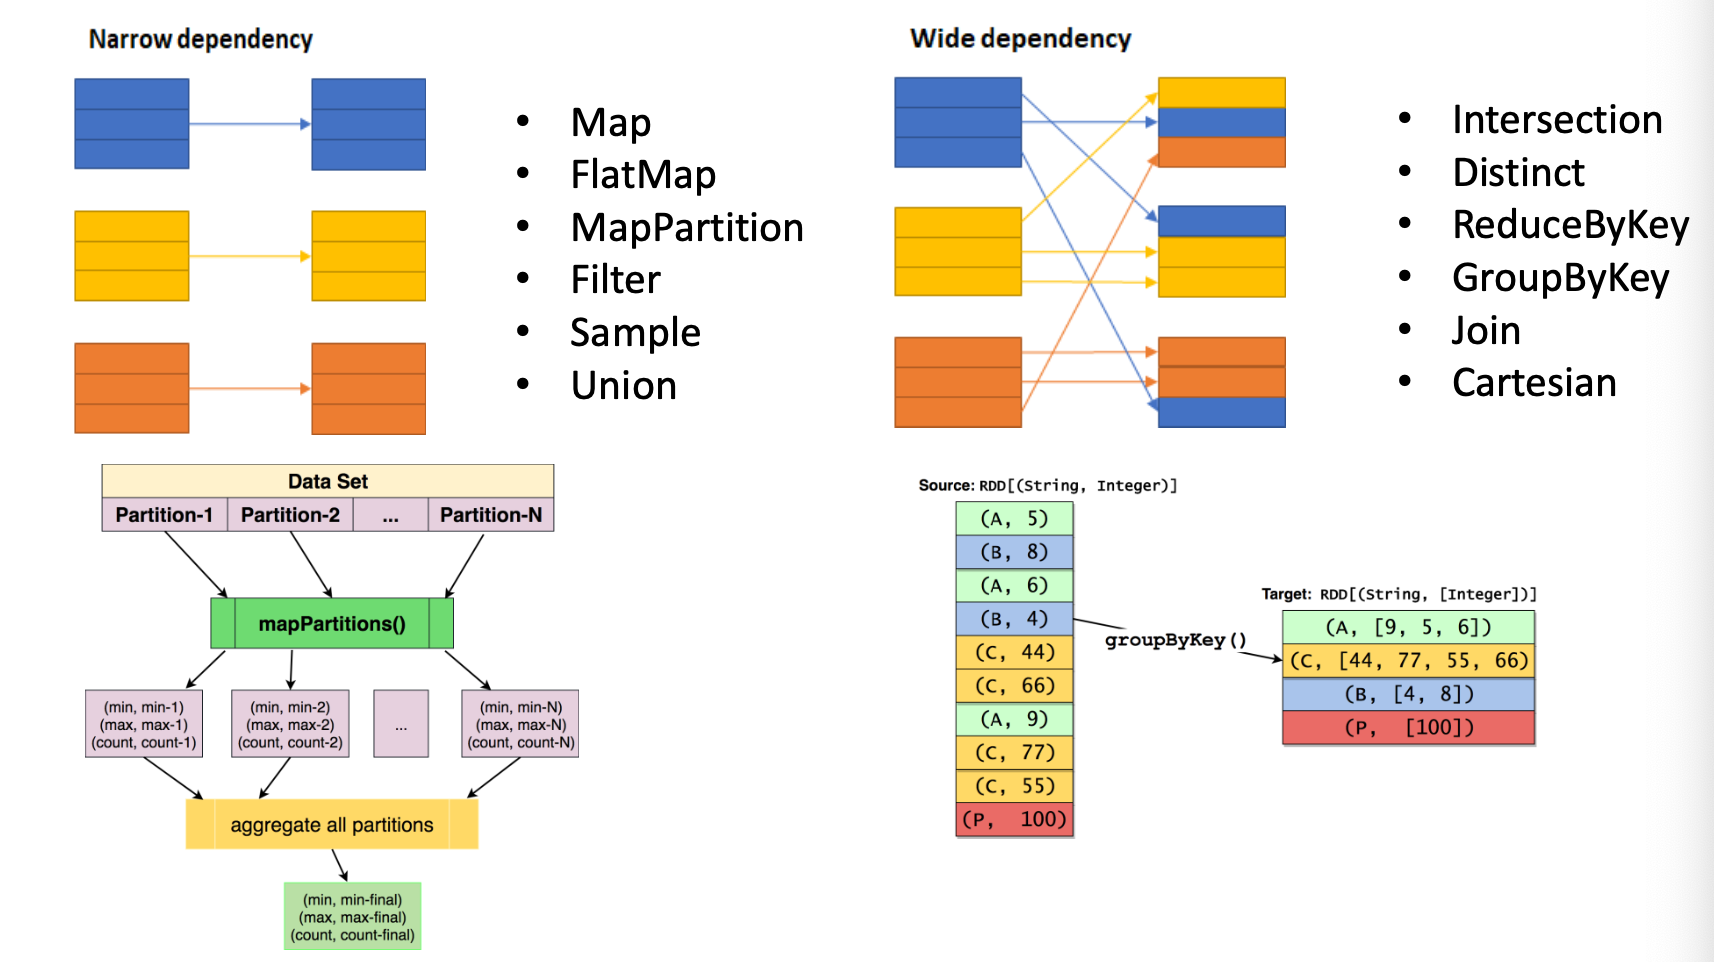 Narrow dependency
• Map
• FlatMap
• MapPartition
• Filter
• Sample
• Union
Data Set
Partition-1 Partition-2 ... Partition-N
mapPartitions()
(min, min-1)
(max, max-1)
(count, count-1)
(min, min-2)
(max, max-2)
(count, count-2)
...
(min, min-N)
(max, max-N)
(count, count-N)
aggregate all partitions
(min, min-final)
(max, max-final)
(count, count-final)
Wide dependency
• Intersection
• Distinct
• ReduceByKey
• GroupByKey
• Join
• Cartesian
Source: RDD[(String, Integer)]
(A, 5)
(B, 8)
(A, 6)
(B, 4)
(C, 44)
(C, 66)
(A, 9)
(C, 77)
(C, 55)
(P, 100)
groupByKey()
Target: RDD[(String, [Integer])]
(A, [9, 5, 6])
(C, [44, 77, 55, 66)
(B, [4, 8])
(P, [100])